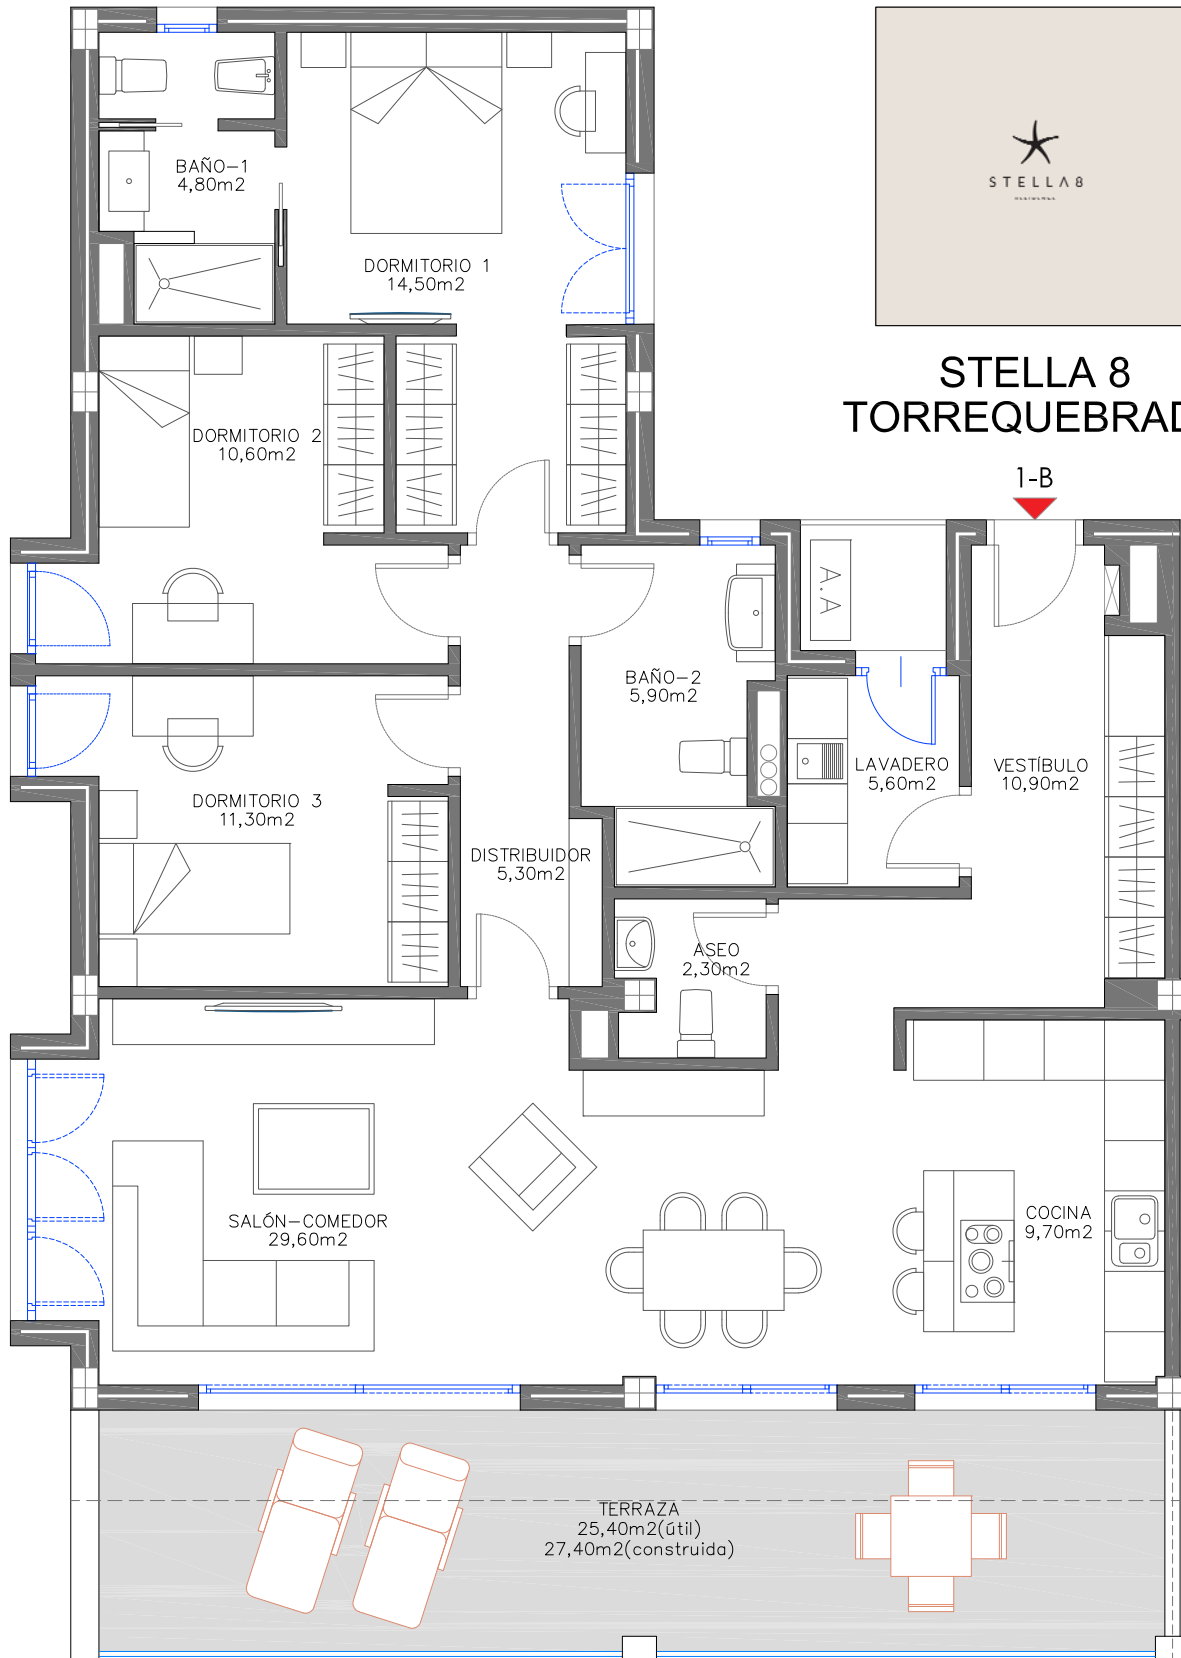 STELLA8
STELLA 8
TORREQUEBRAD
1-B
BAÑO-1
4,80m2
DORMITORIO 1
14,50m2
DORMITORIO 2
10,60m2
A.A
BAÑO-2
5,90m2
LAVADERO
5,60m2
VESTÍBULO
10,90m2
DORMITORIO 3
11,30m2
DISTRIBUIDOR
5,30m2
ASEO
2,30m2
SALÓN-COMEDOR
29,60m2
COCINA
9,70m2
TERRAZA
25,40m2(útil)
27,40m2(construida)